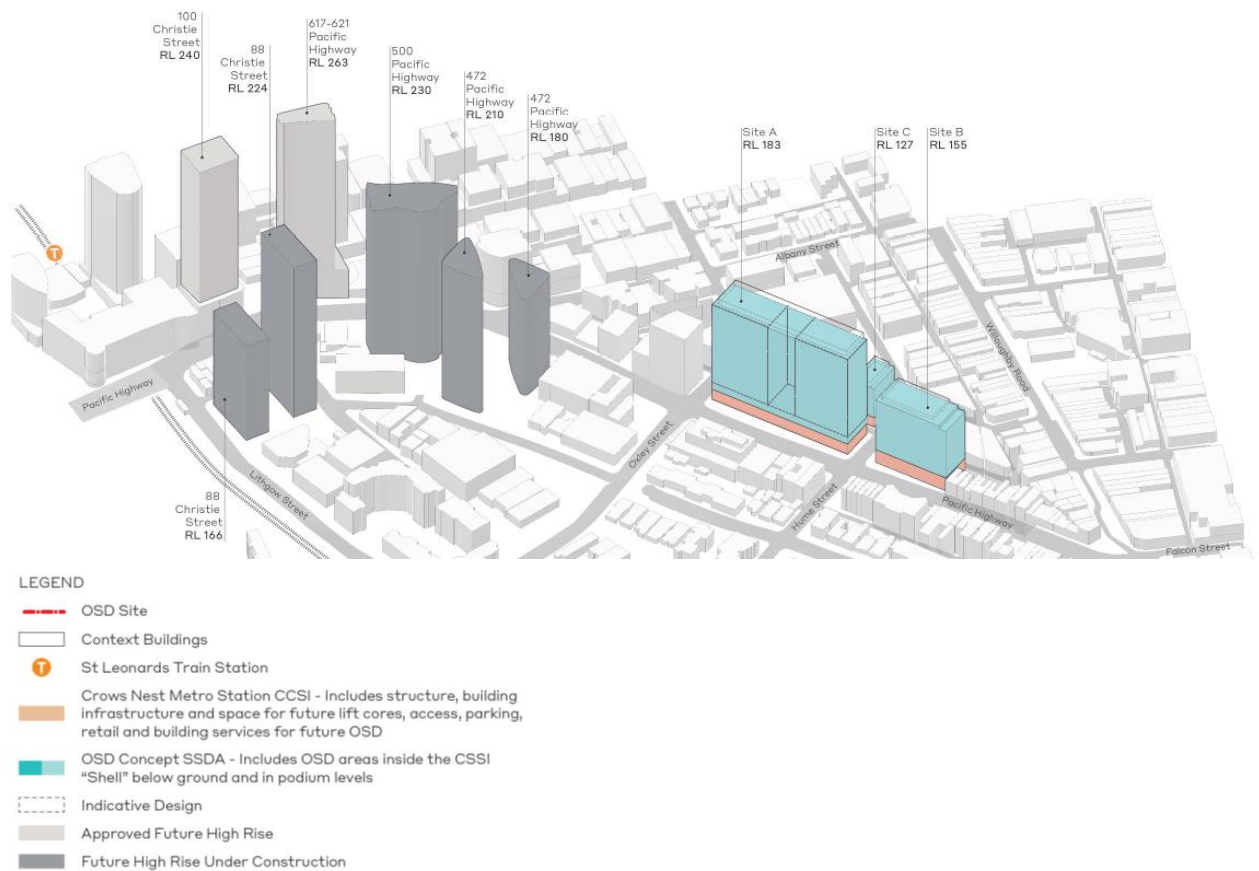 100
Christie
Street
RL 240
88
Christie
Street
RL 224
617-621
Pacific
Highway
RL 263
500
Pacific
Highway
RL 230
472
Pacific
Highway
RL 210
472
Pacific
Highway
RL 180
Site A
RL 183
Site C
RL 127
Site B
RL 155
Albany Street
Willoughby Road
T
Pacific Highway
Oxley Street
Hume Street
Pacific Highway
Falcon Street
Lithgow Street
88
Christie
Street
RL 166
LEGEND
OSD Site
Context Buildings
T St Leonards Train Station
Crows Nest Metro Station CCSI - Includes structure, building
infrastructure and space for future lift cores, access, parking,
retail and building services for future OSD
OSD Concept SSDA - Includes OSD areas inside the CSSI
"Shell" below ground and in podium levels
Indicative Design
Approved Future High Rise
Future High Rise Under Construction